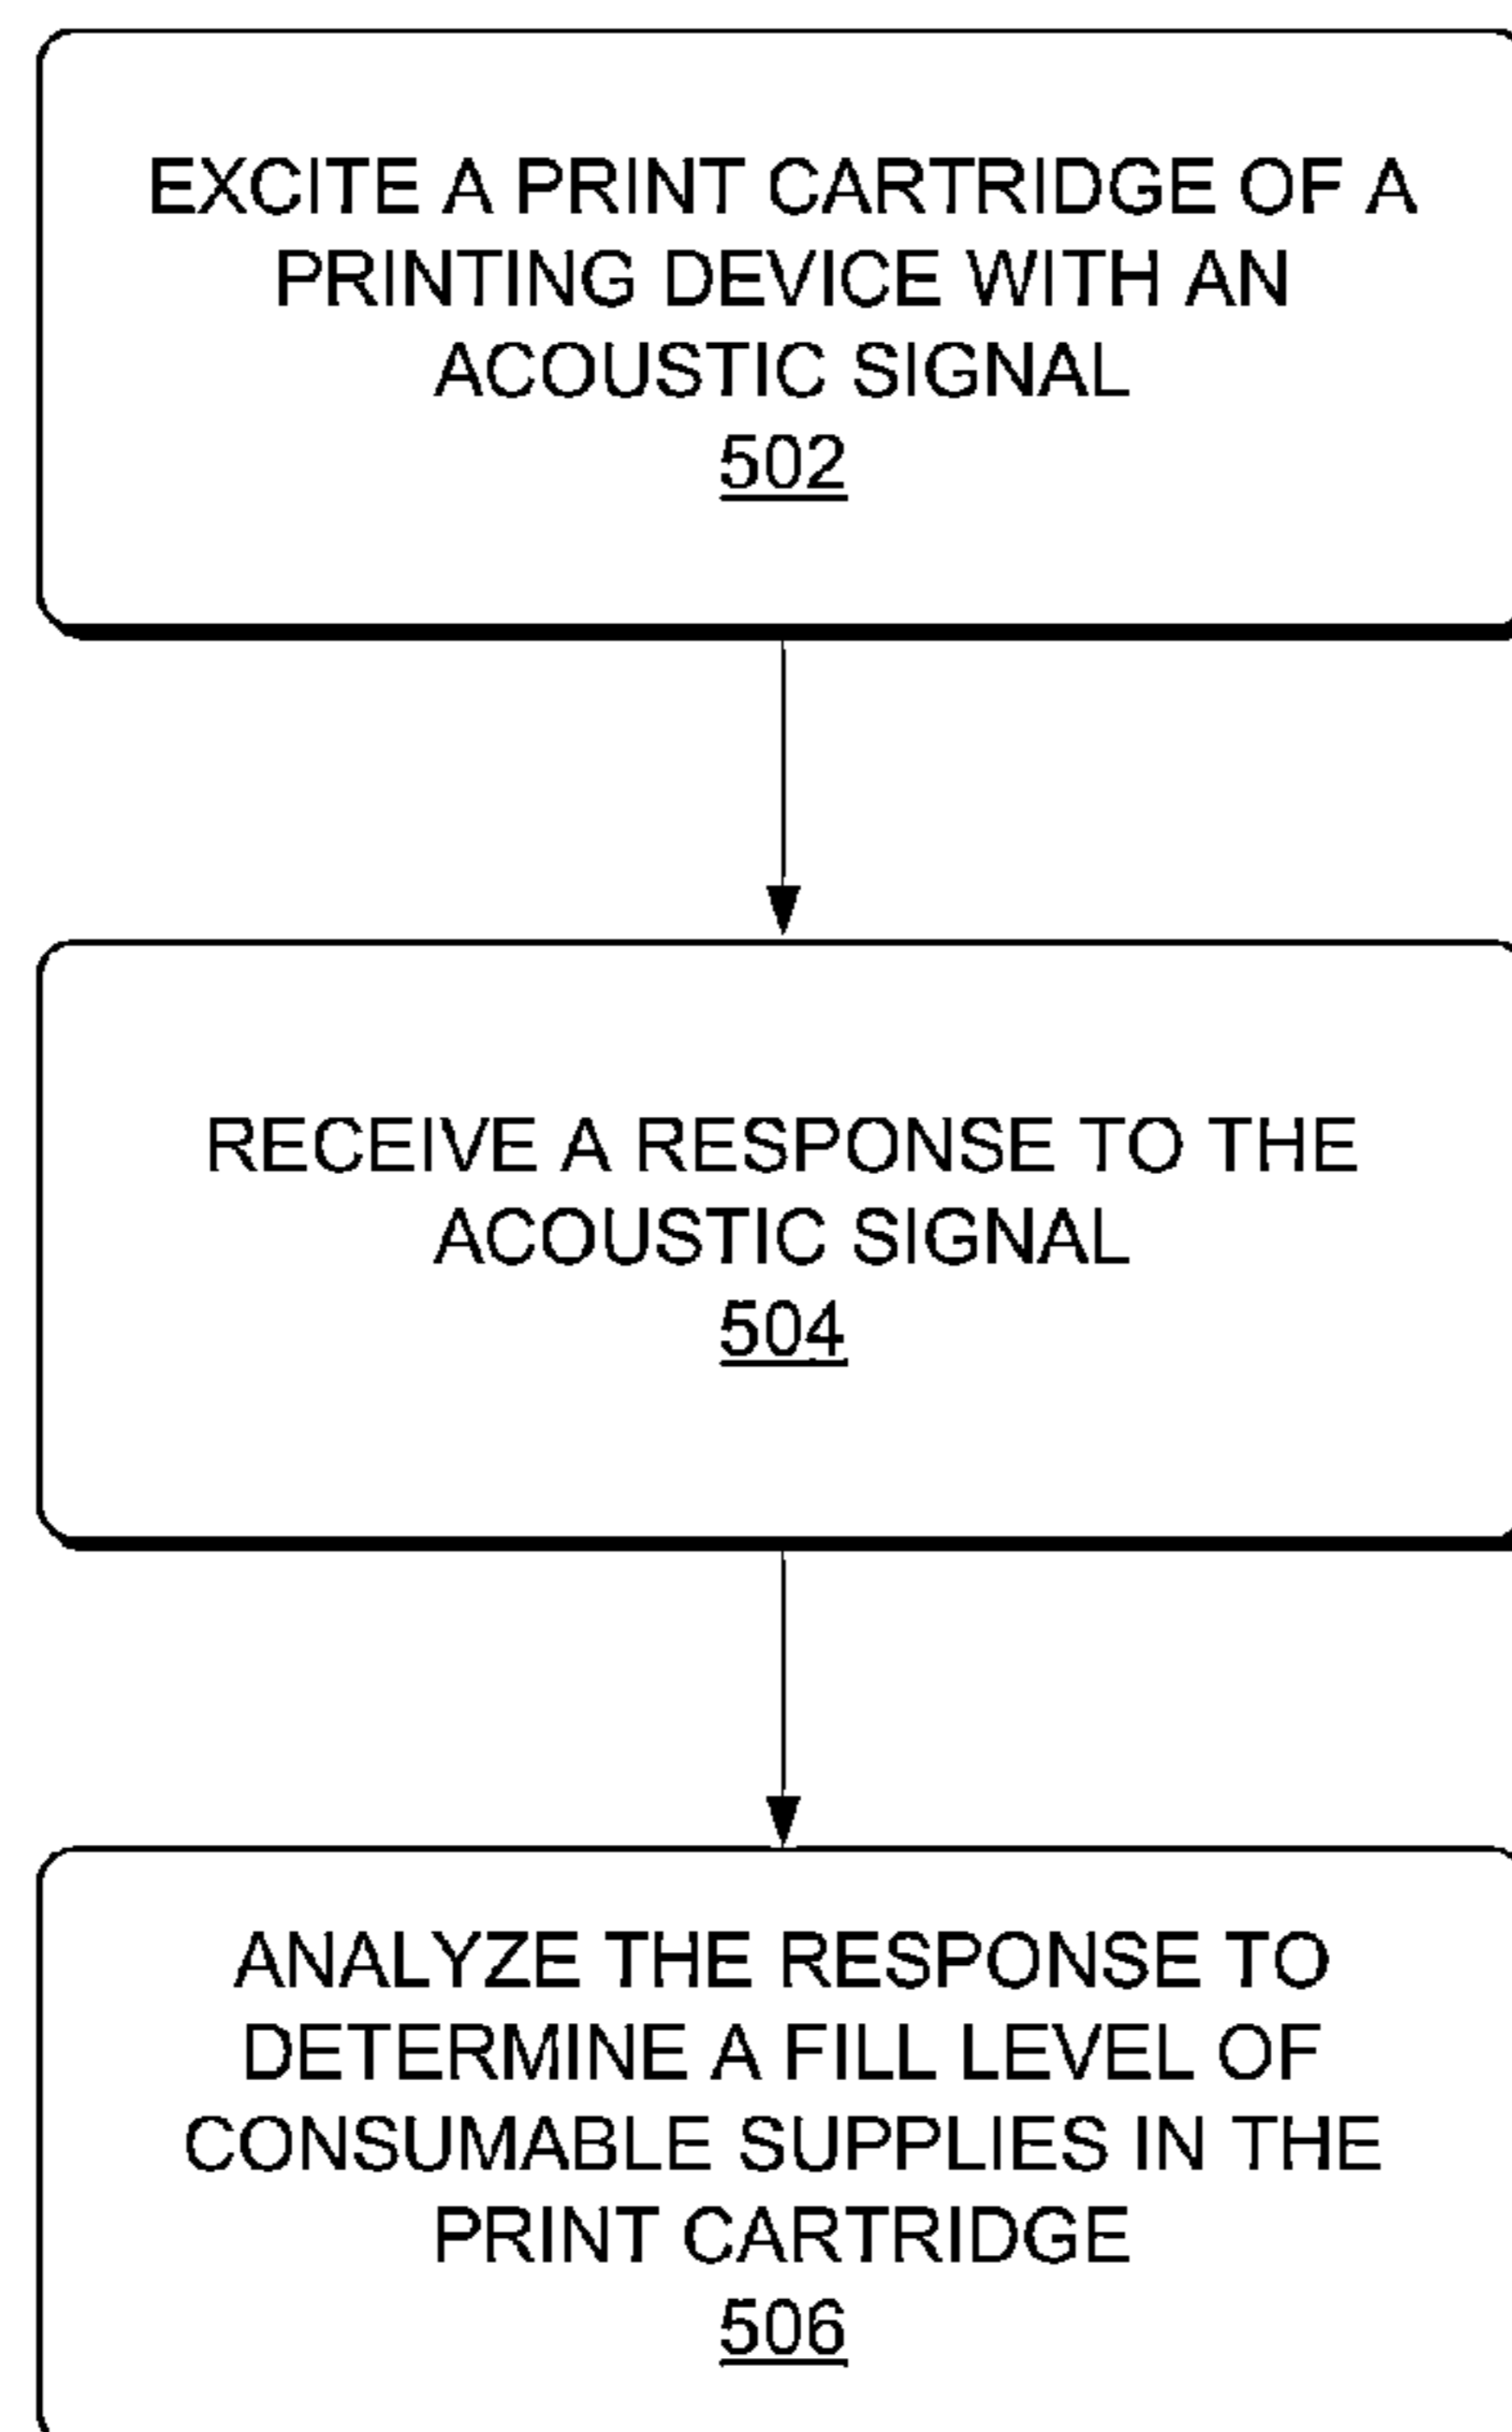 EXCITE A PRINT CARTRIDGE OF A
PRINTING DEVICE WITH AN
ACOUSTIC SIGNAL
502
RECEIVE A RESPONSE TO THE
ACOUSTIC SIGNAL
504
ANALYZE THE RESPONSE TO
DETERMINE A FILL LEVEL OF
CONSUMABLE SUPPLIES IN THE
PRINT CARTRIDGE
506